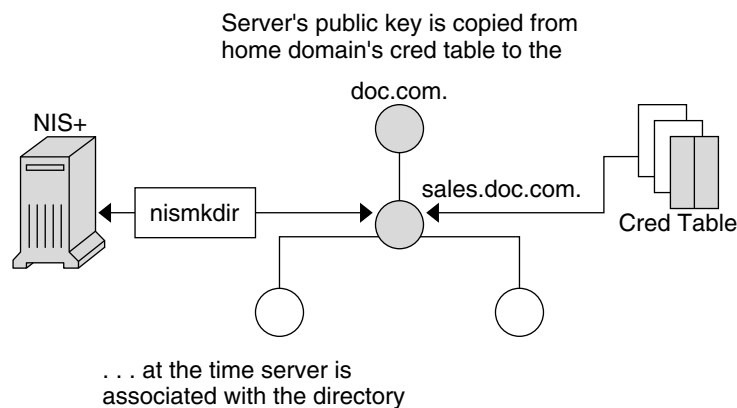 Server's public key is copied from
home domain's cred table to the
doc.com.
NIS+
nismkdir
sales.doc.com.
Cred Table
. . . at the time server is
associated with the directory